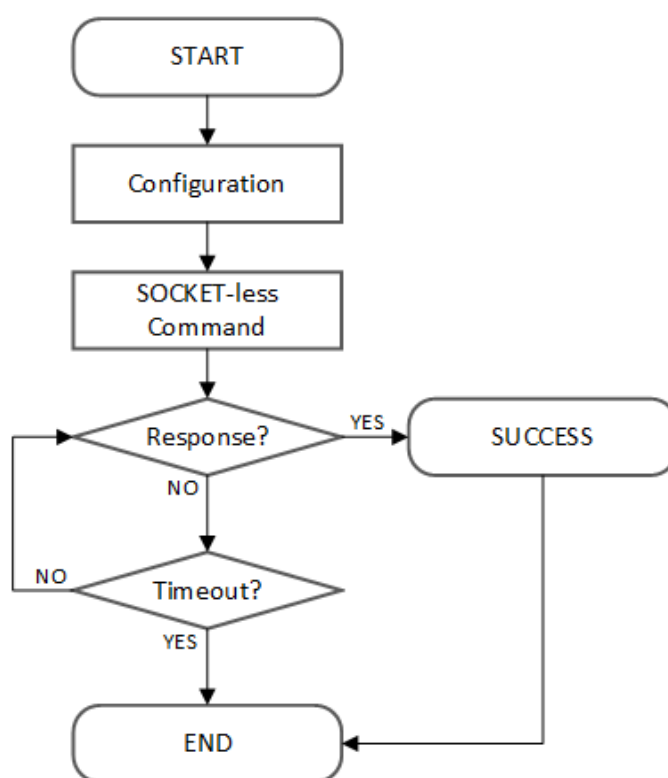 START
Configuration
SOCKET-less
Command
Response?
YES
SUCCESS
NO
NO
Timeout?
YES
END